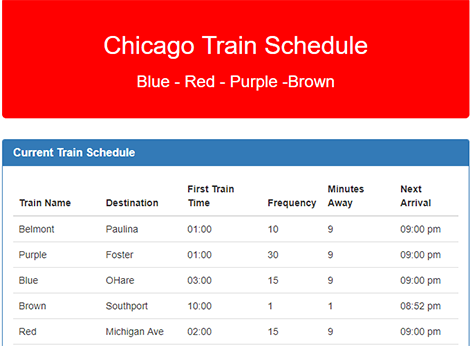 Chicago Train Schedule
Blue - Red - Purple -Brown
Current Train Schedule
Train Name Destination First Train Time Frequency Minutes Away Next Arrival
Belmont Paulina 01:00 10 9 09:00 pm
Purple Foster 01:00 30 9 09:00 pm
Blue OHare 03:00 15 9 09:00 pm
Brown Southport 10:00 1 1 08:52 pm
Red Michigan Ave 02:00 15 9 09:00 pm